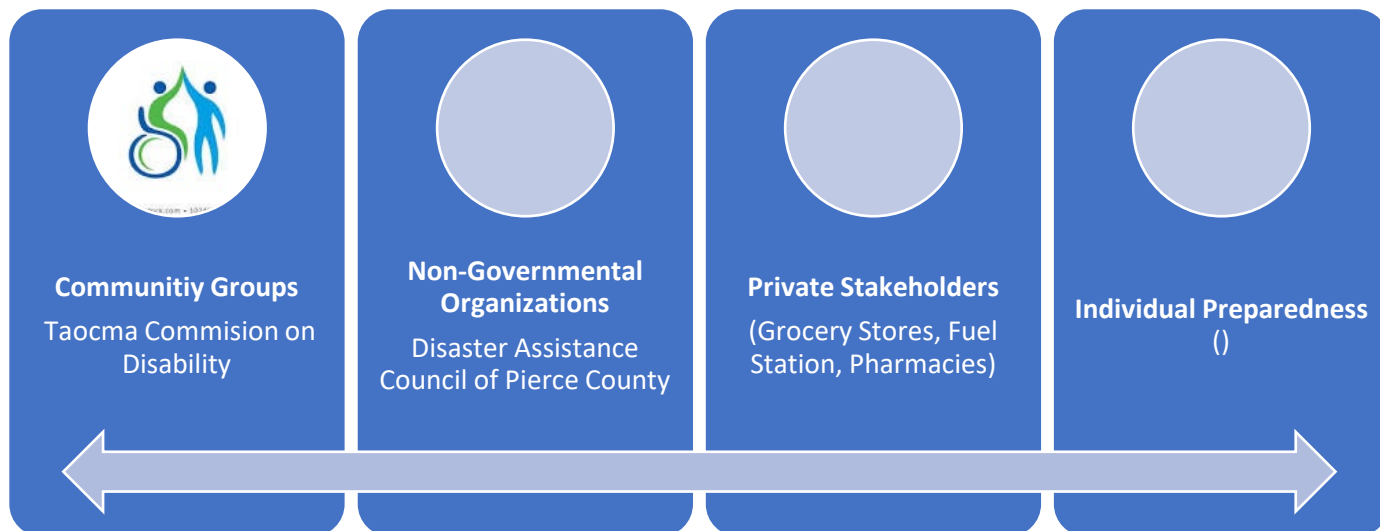 Communitiy Groups
Taocma Commision on
Disability
Non-Governmental
Organizations
Disaster Assistance
Council of Pierce County
Private Stakeholders
(Grocery Stores, Fuel
Station, Pharmacies)
Individual Preparedness
()